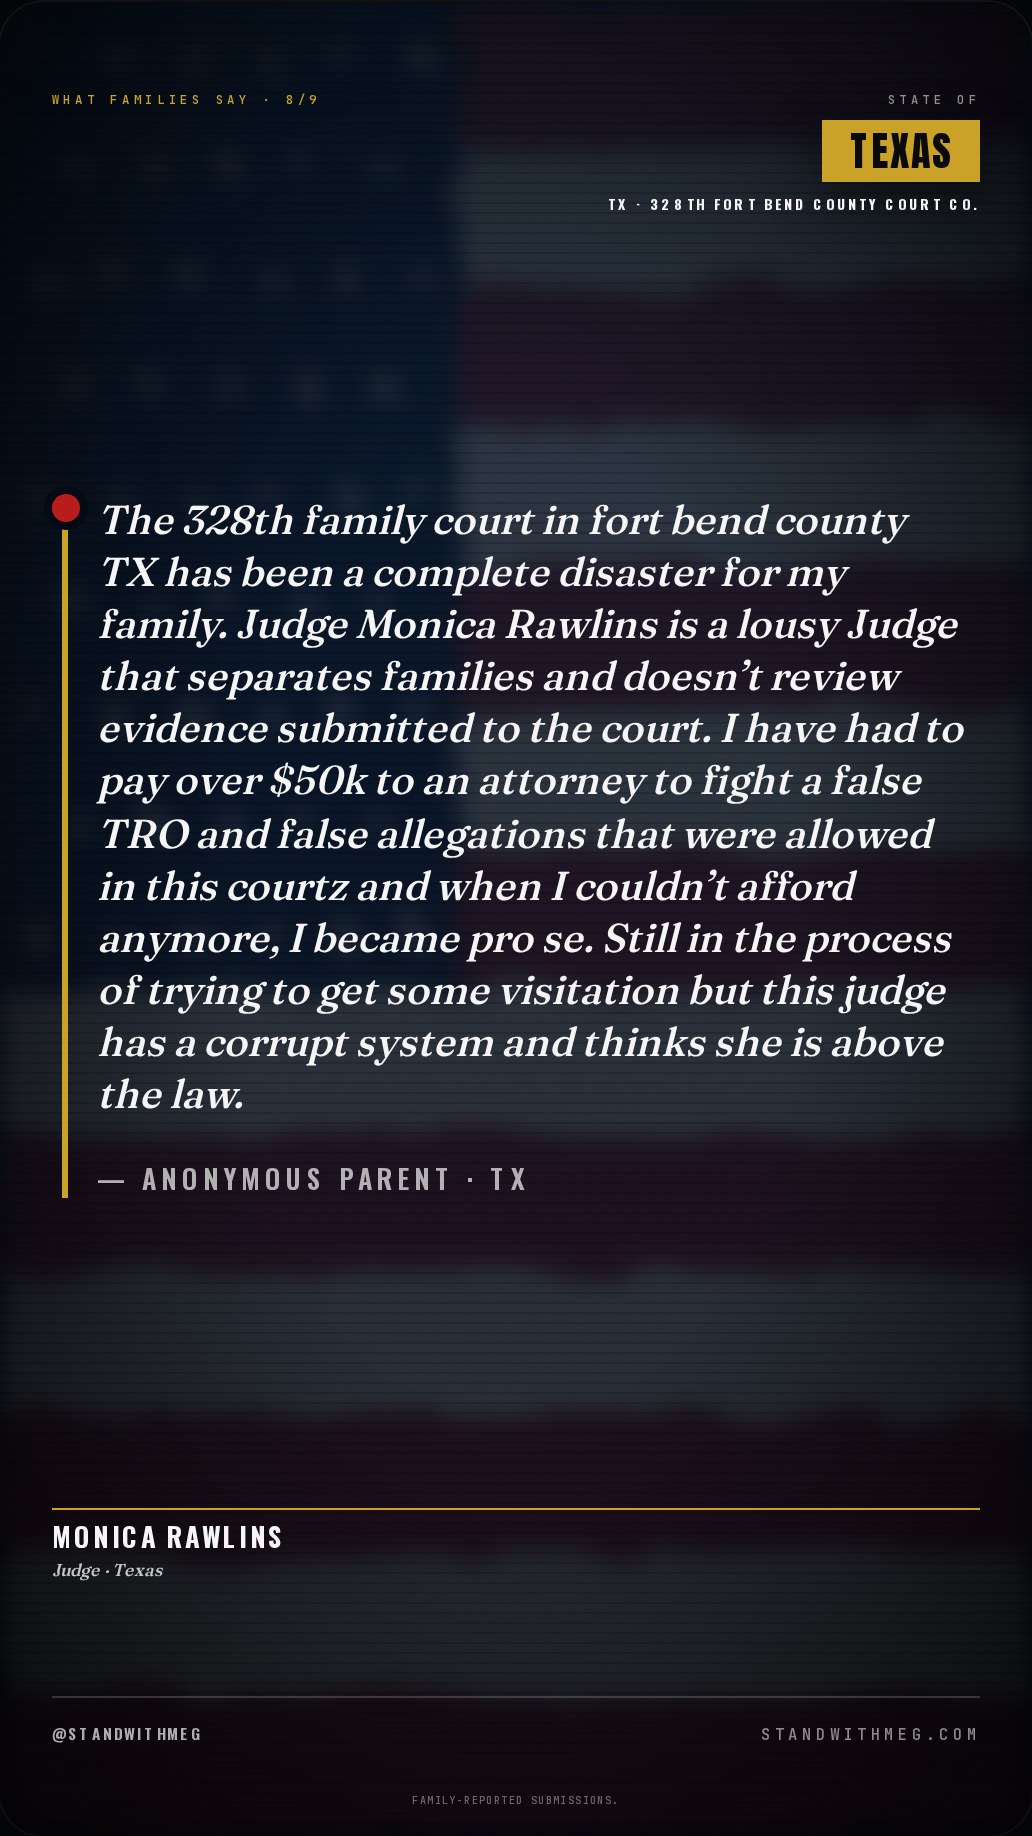 WHAT FAMILIES SAY · 8/9
STATE OF
TEXAS
TX · 328TH FORT BEND COUNTY COURT CO.
The 328th family court in fort bend county
TX has been a complete disaster for my
family. Judge Monica Rawlins is a lousy Judge
that separates families and doesn’t review
evidence submitted to the court. I have had to
pay over $50k to an attorney to fight a false
TRO and false allegations that were allowed
in this courtz and when I couldn’t afford
anymore, I became pro se. Still in the process
of trying to get some visitation but this judge
has a corrupt system and thinks she is above
the law.
— ANONYMOUS PARENT · TX
MONICA RAWLINS
Judge · Texas
@STANDWITHMEG
STANDWITHMEG.COM
FAMILY-REPORTED SUBMISSIONS.